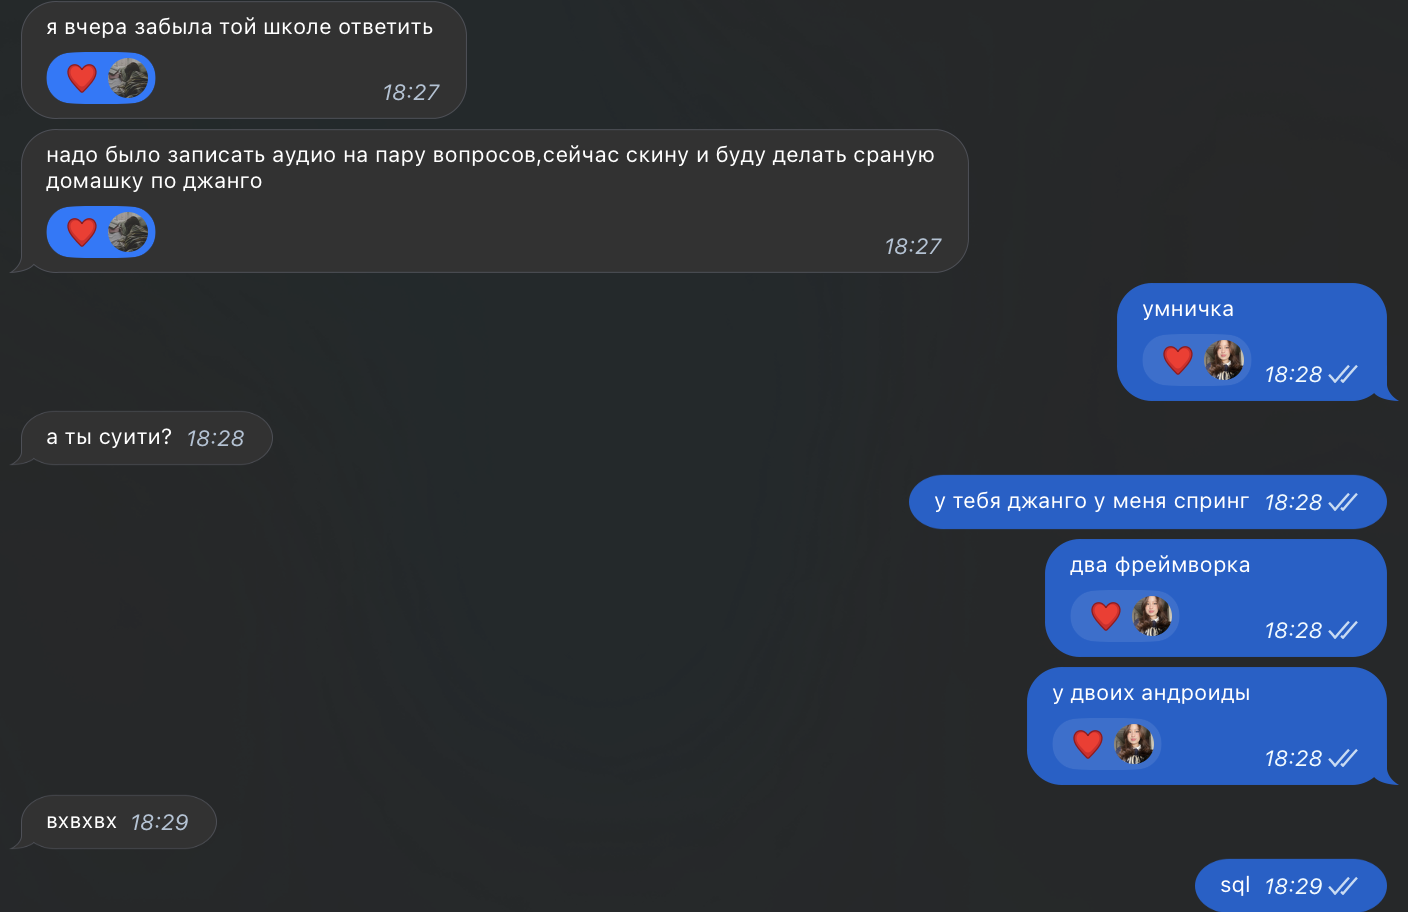 я вчера забыла той школе ответить
18:27
надо было записать аудио на пару вопросов,сейчас скину и буду делать сраную
домашку по джанго
18:27
умничка
18:28
а ты суити? 18:28
у тебя джанго у меня спринг 18:28
два фреймворка
18:28
у двоих андроиды
18:28
вхвхвх 18:29
sql 18:29